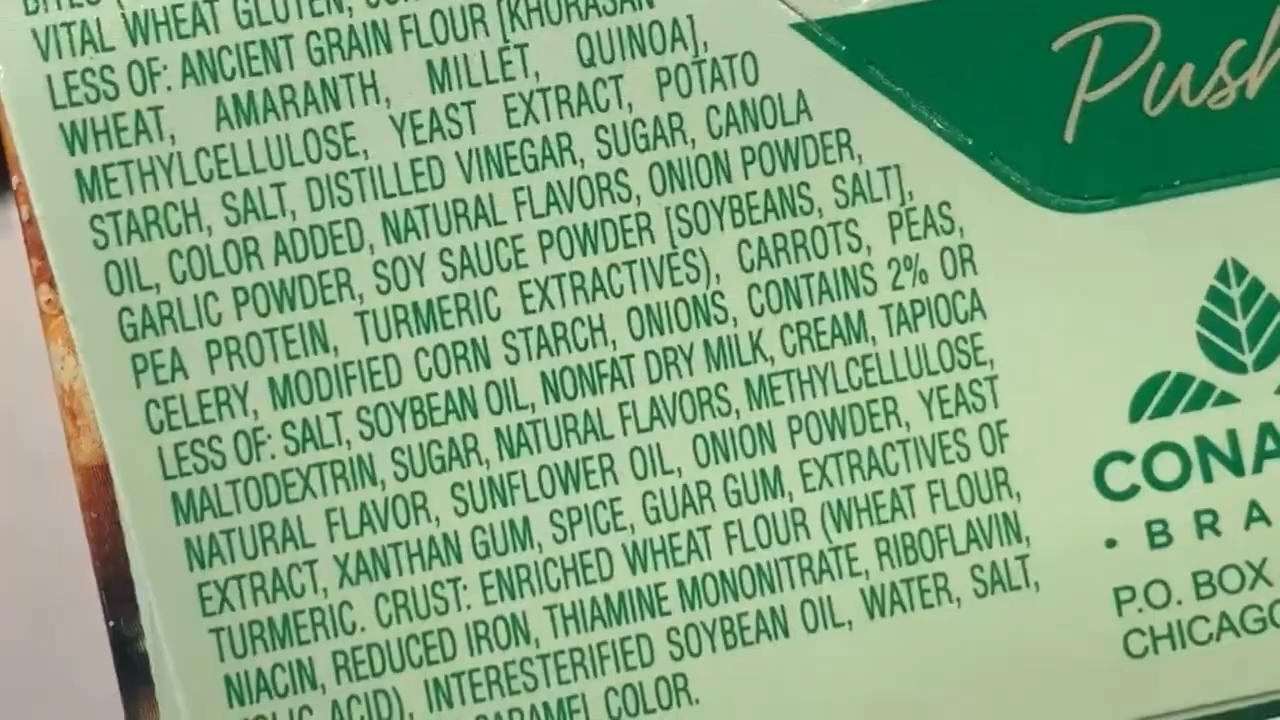 BITES
VITAL WHEAT GLUTEN,
LESS OF: ANCIENT GRAIN FLOUR [KHORASAN
WHEAT, AMARANTH, MILLET, QUINOA],
METHYLCELLULOSE, YEAST EXTRACT, POTATO
STARCH, SALT, DISTILLED VINEGAR, SUGAR, CANOLA
OIL, COLOR ADDED, NATURAL FLAVORS, ONION POWDER,
GARLIC POWDER, SOY SAUCE POWDER [SOYBEANS, SALT],
PEA PROTEIN, TURMERIC EXTRACTIVES), CARROTS, PEAS,
CELERY, MODIFIED CORN STARCH, ONIONS, CONTAINS 2% OR
LESS OF: SALT, SOYBEAN OIL, NONFAT DRY MILK, CREAM, TAPIOCA
MALTODEXTRIN, SUGAR, NATURAL FLAVORS, METHYLCELLULOSE,
NATURAL FLAVOR, SUNFLOWER OIL, ONION POWDER, YEAST
EXTRACT, XANTHAN GUM, SPICE, GUAR GUM, EXTRACTIVES OF
TURMERIC. CRUST: ENRICHED WHEAT FLOUR (WHEAT FLOUR,
NIACIN, REDUCED IRON, THIAMINE MONONITRATE, RIBOFLAVIN,
ACID), INTERESTERIFIED SOYBEAN OIL, WATER, SALT,
CARAMEL COLOR.
Push
CONA
• BRA
P.O. BOX
CHICAGO